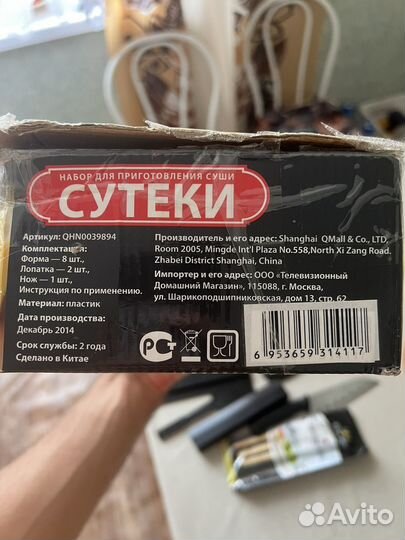 НАБОР ДЛЯ ПРИГОТОВЛЕНИЯ СУШИ
СУТЕКИ
Артикул: QHN0039894
Комплектация:
Форма — 8 шт.,
Лопатка — 2 шт.,
Нож — 1 шт.,
Инструкция по применению.
Материал: пластик
Дата производства:
Декабрь 2014
Срок службы: 2 года
Сделано в Китае
Производитель и его адрес: Shanghai QMall & Co., LTD,
Room 2005, Mingde Int'l Plaza No.558,North Xi Zang Road.
Zhabei District Shanghai, China
Импортер и его адрес: ООО «Телевизионный
Домашний Магазин», 115088, г. Москва,
ул. Шарикоподшипниковская, дом 13, стр. 62
РСТ
6 953659 314117
Avito